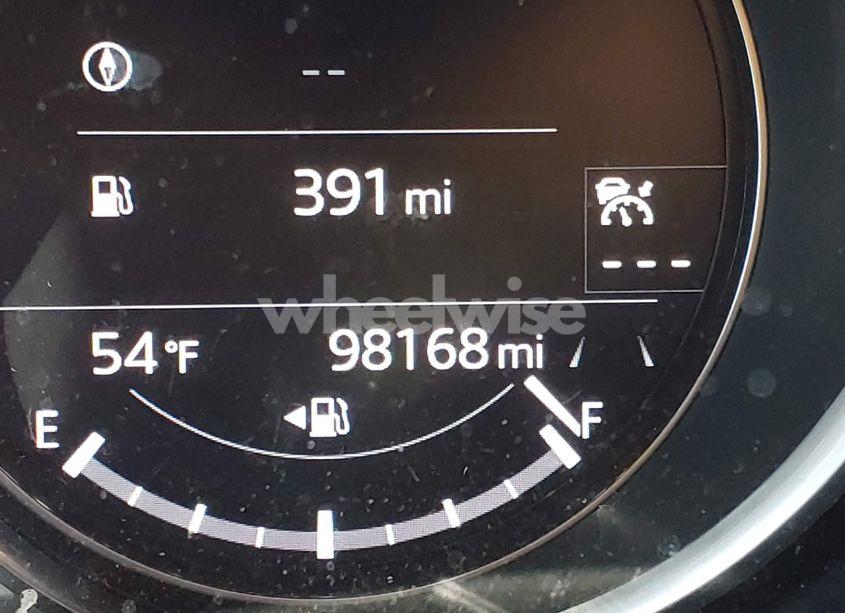 --
391 mi
---
wheelwise
54°F 98168 mi
E F